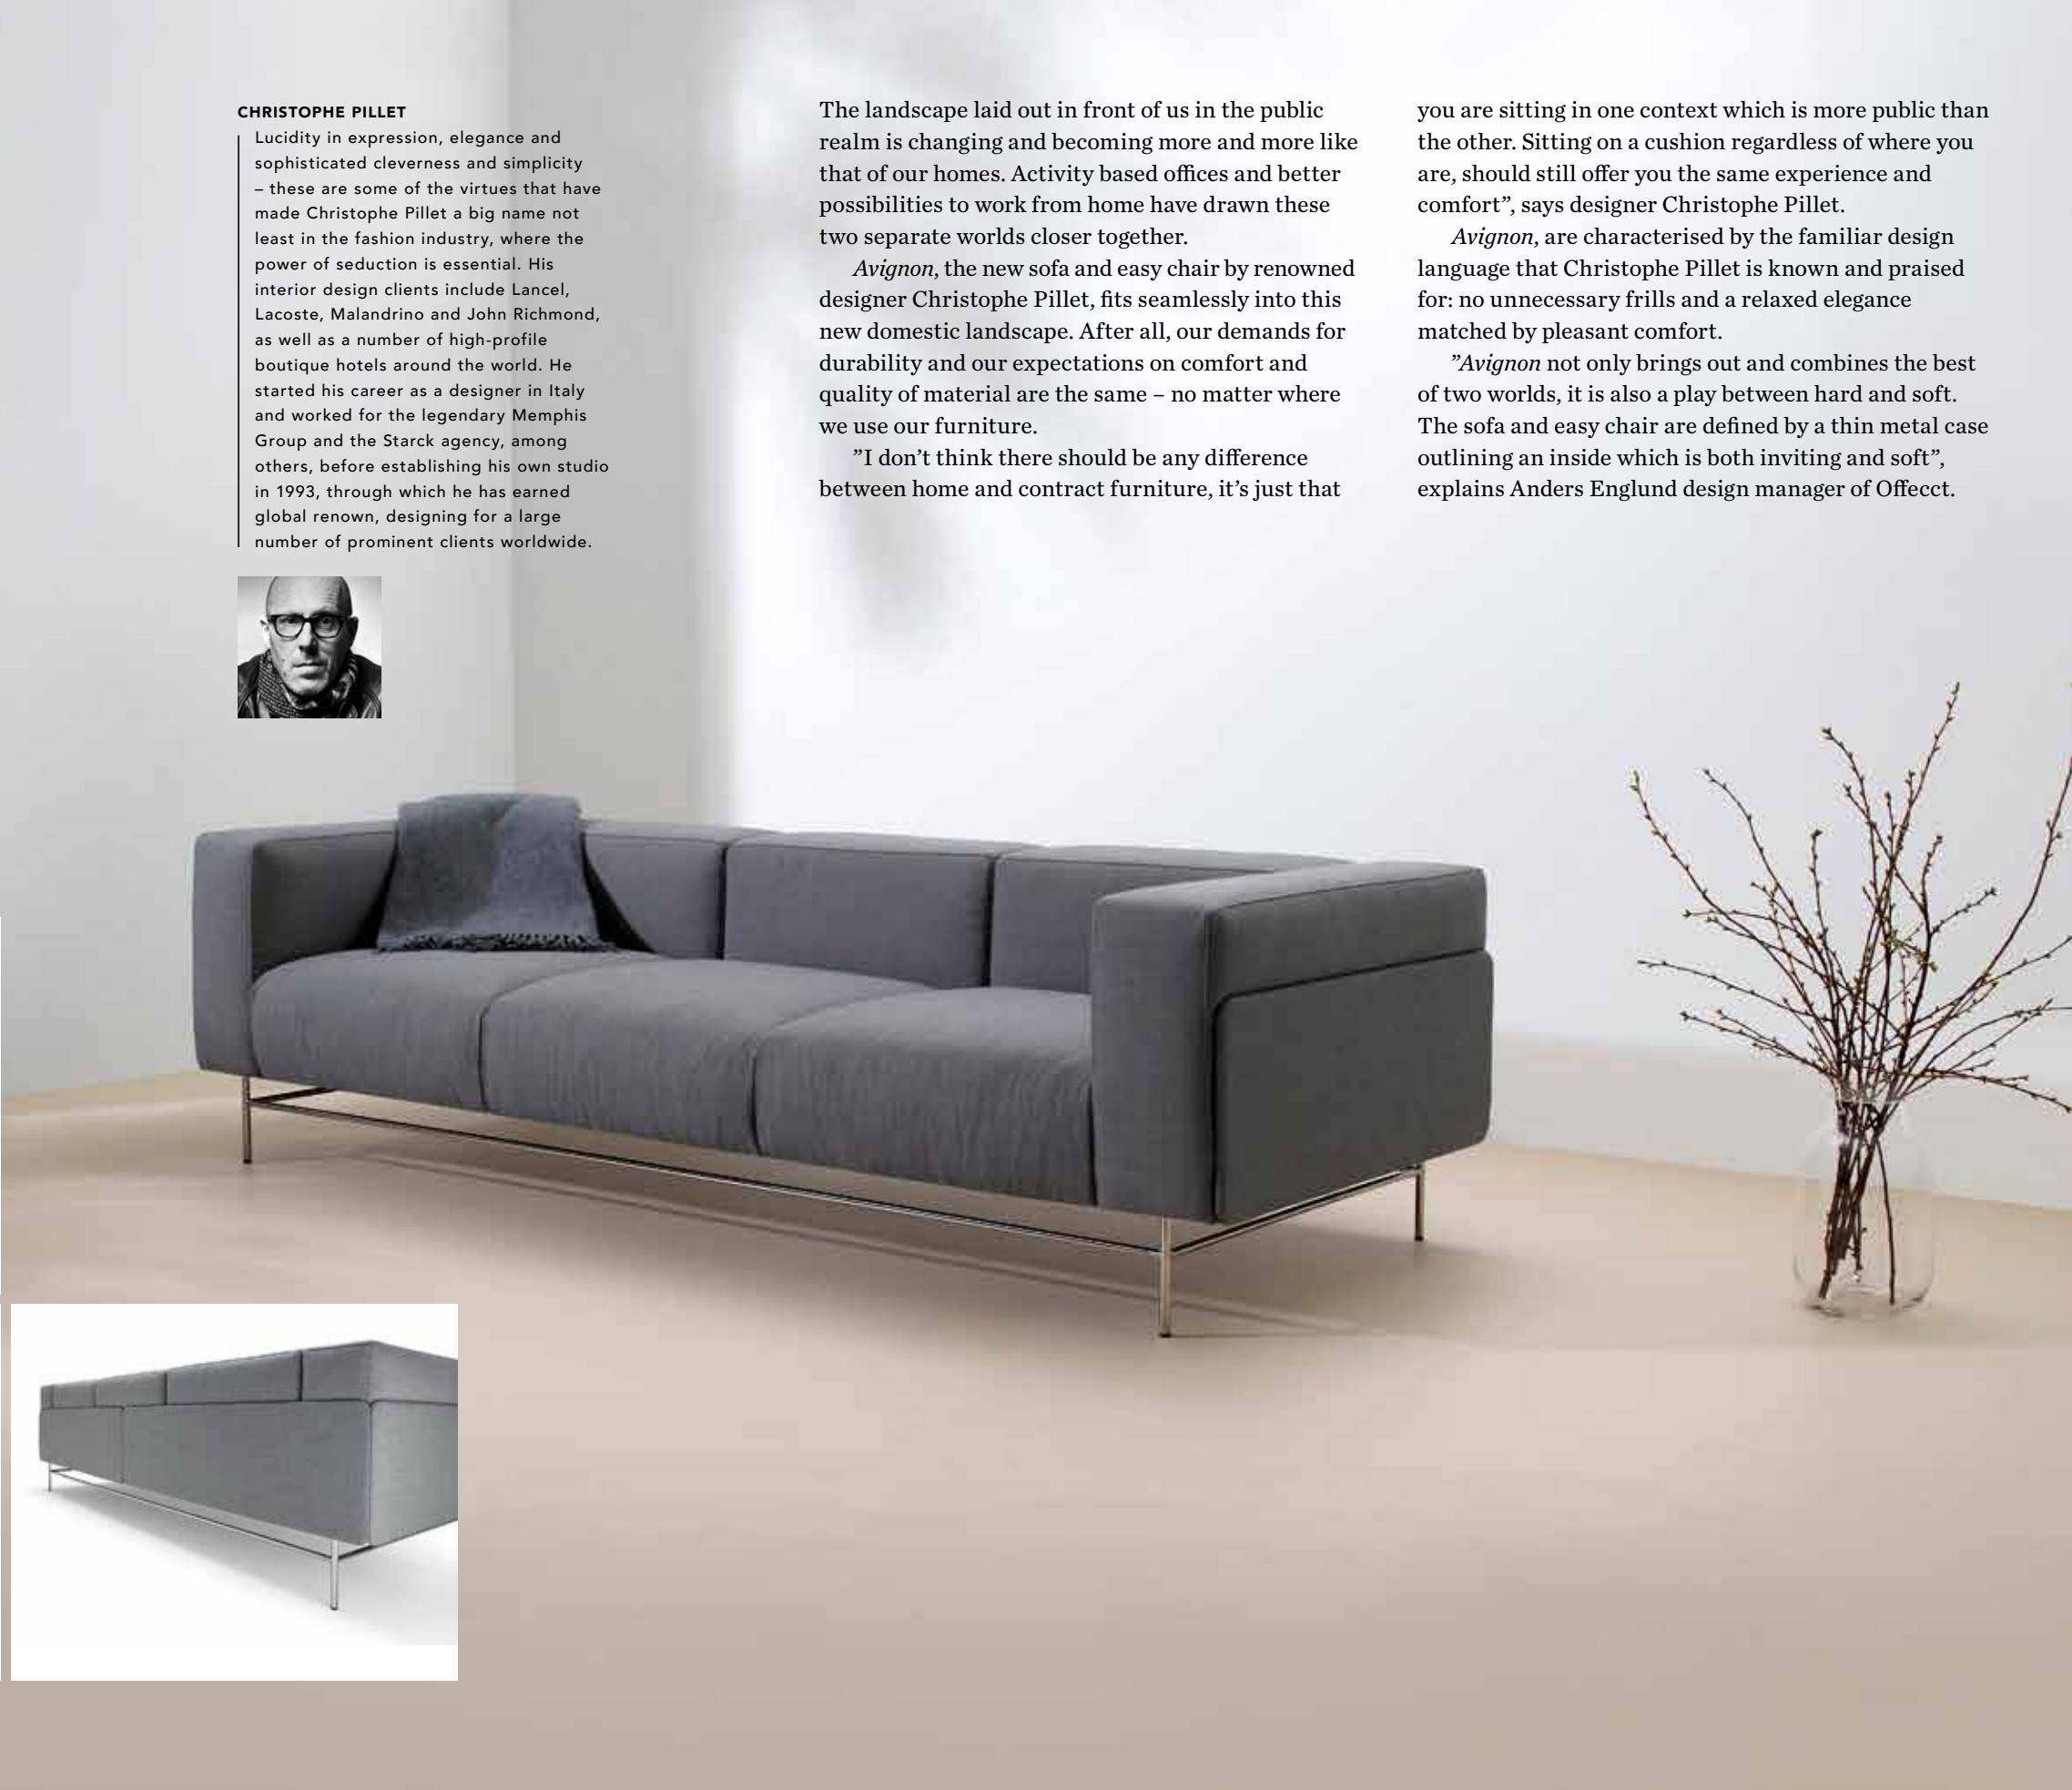 CHRISTOPHE PILLET
Lucidity in expression, elegance and
sophisticated cleverness and simplicity
– these are some of the virtues that have
made Christophe Pillet a big name not
least in the fashion industry, where the
power of seduction is essential. His
interior design clients include Lancel,
Lacoste, Malandrino and John Richmond,
as well as a number of high-profile
boutique hotels around the world. He
started his career as a designer in Italy
and worked for the legendary Memphis
Group and the Starck agency, among
others, before establishing his own studio
in 1993, through which he has earned
global renown, designing for a large
number of prominent clients worldwide.
The landscape laid out in front of us in the public
realm is changing and becoming more and more like
that of our homes. Activity based offices and better
possibilities to work from home have drawn these
two separate worlds closer together.
Avignon, the new sofa and easy chair by renowned
designer Christophe Pillet, fits seamlessly into this
new domestic landscape. After all, our demands for
durability and our expectations on comfort and
quality of material are the same – no matter where
we use our furniture.
”I don’t think there should be any difference
between home and contract furniture, it’s just that
you are sitting in one context which is more public than
the other. Sitting on a cushion regardless of where you
are, should still offer you the same experience and
comfort”, says designer Christophe Pillet.
Avignon, are characterised by the familiar design
language that Christophe Pillet is known and praised
for: no unnecessary frills and a relaxed elegance
matched by pleasant comfort.
”Avignon not only brings out and combines the best
of two worlds, it is also a play between hard and soft.
The sofa and easy chair are defined by a thin metal case
outlining an inside which is both inviting and soft”,
explains Anders Englund design manager of Offecct.